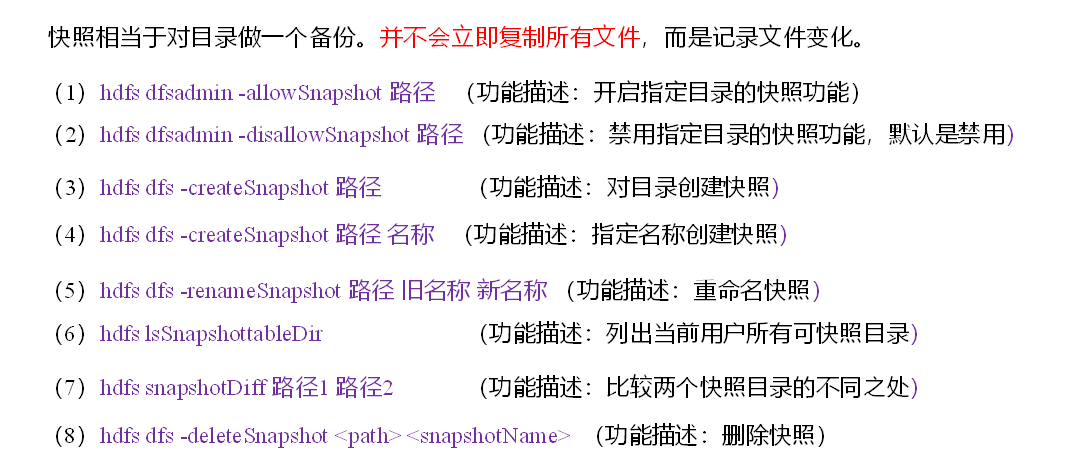 快照相当于对目录做一个备份。并不会立即复制所有文件，而是记录文件变化。
（1）hdfs dfsadmin -allowSnapshot 路径 （功能描述：开启指定目录的快照功能）
（2）hdfs dfsadmin -disallowSnapshot 路径 （功能描述：禁用指定目录的快照功能，默认是禁用）
（3）hdfs dfs -createSnapshot 路径 （功能描述：对目录创建快照）
（4）hdfs dfs -createSnapshot 路径 名称 （功能描述：指定名称创建快照）
（5）hdfs dfs -renameSnapshot 路径 旧名称 新名称 （功能描述：重命名快照）
（6）hdfs lsSnapshottableDir （功能描述：列出当前用户所有可快照目录）
（7）hdfs snapshotDiff 路径1 路径2 （功能描述：比较两个快照目录的不同之处）
（8）hdfs dfs -deleteSnapshot <path> <snapshotName> （功能描述：删除快照）